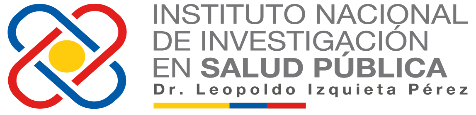 INSTITUTO NACIONAL
DE INVESTIGACIÓN
EN SALUD PÚBLICA
Dr. Leopoldo Izquieta Pérez